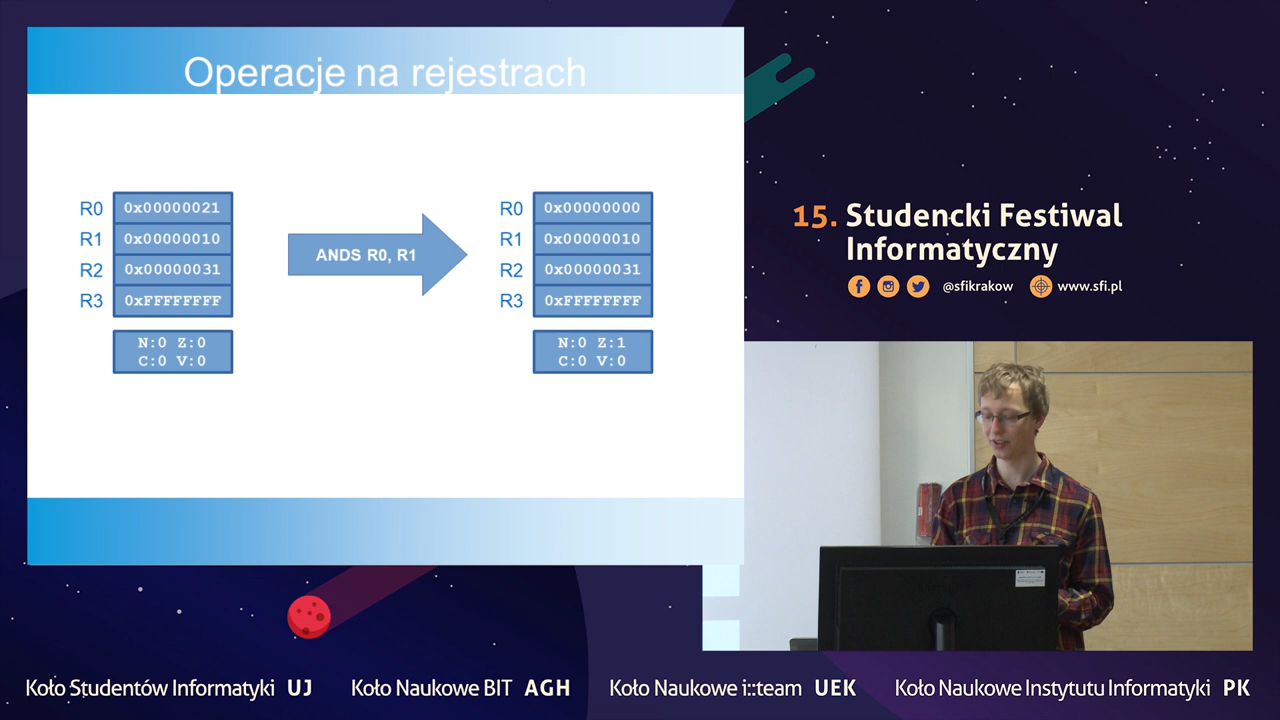 Operacje na rejestrach
R0 0x00000021
R1 0x00000010
R2 0x00000031
R3 0xFFFFFFFF
N:0 Z:0
C:0 V:0
ANDS R0, R1
R0 0x00000000
R1 0x00000010
R2 0x00000031
R3 0xFFFFFFFF
N:0 Z:1
C:0 V:0
15. Studencki Festiwal
Informatyczny
@sfikrakow www.sfi.pl
SAMSUNG
Koło Studentów Informatyki UJ
Koło Naukowe BIT AGH
Koło Naukowe i::team UEK
Koło Naukowe Instytutu Informatyki PK